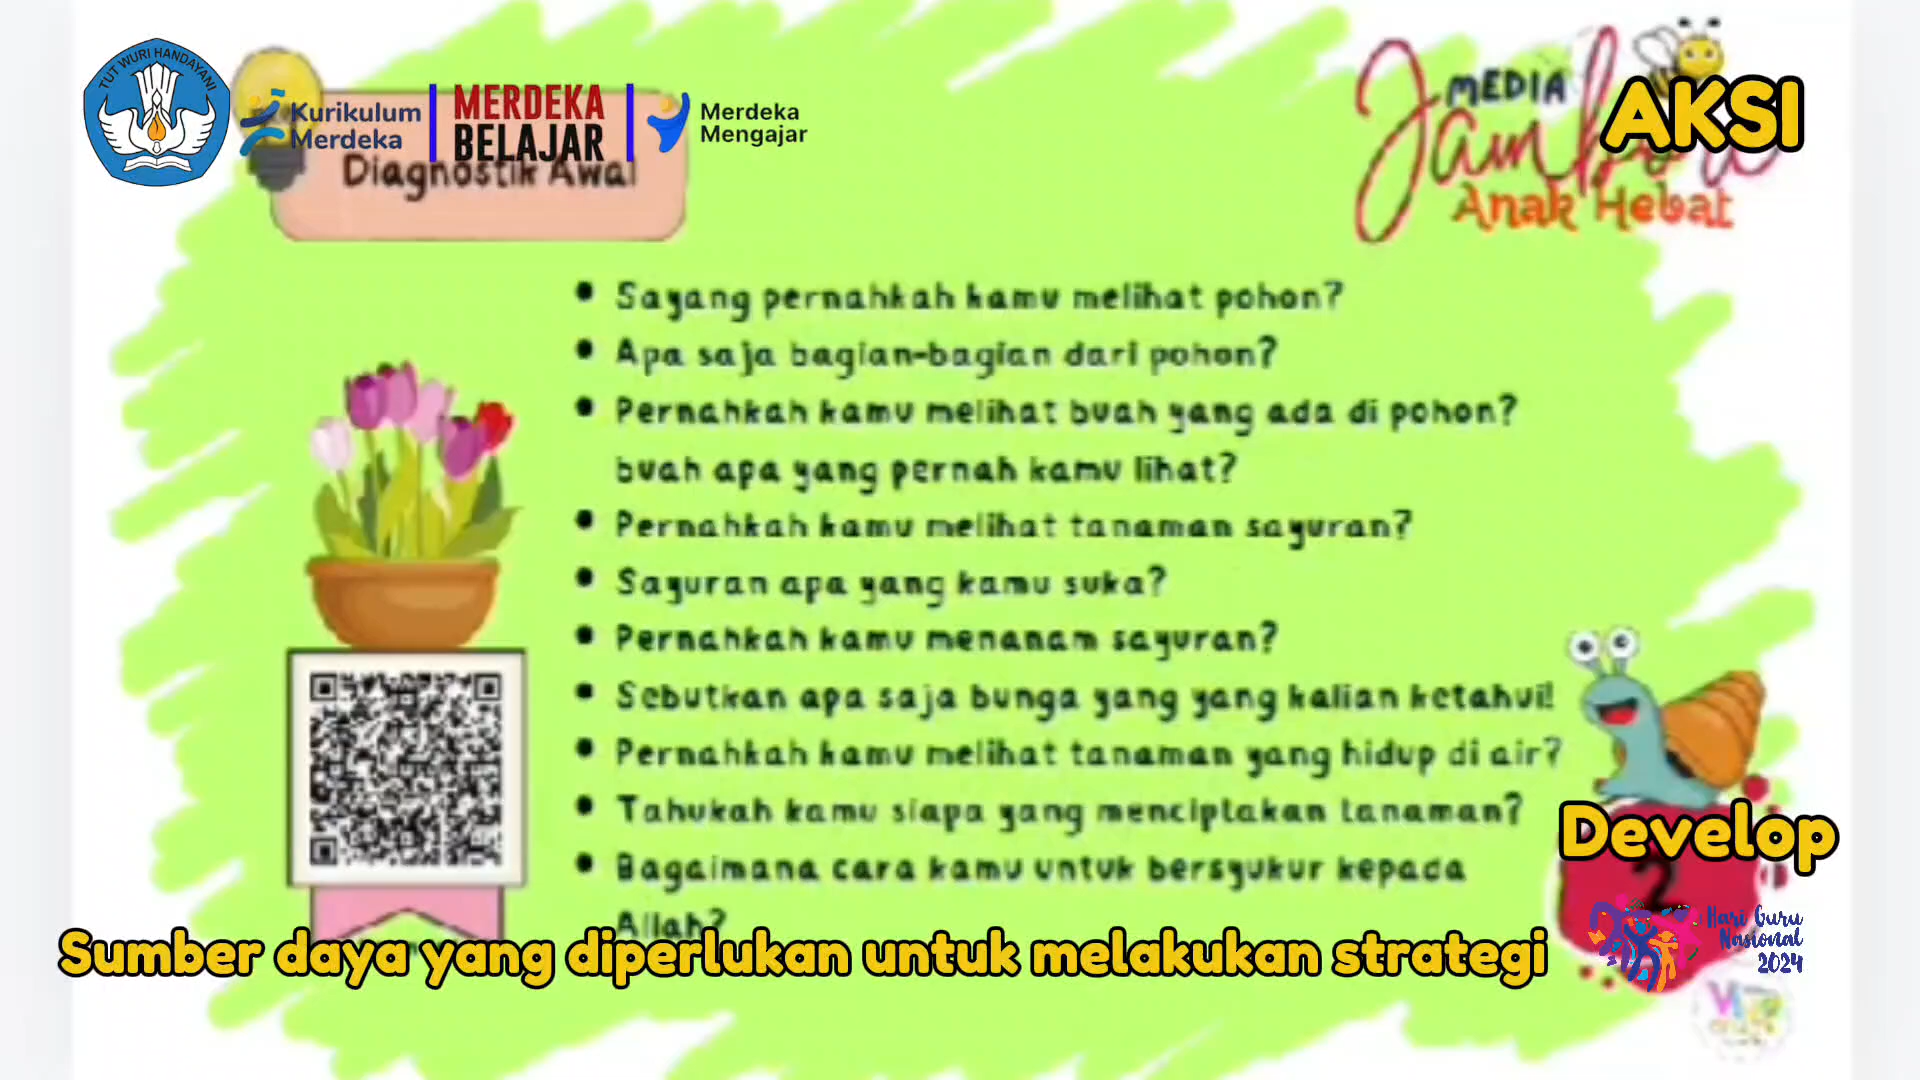 TUT WURI HANDAYANI
Kurikulum
Merdeka
MERDEKA
BELAJAR
Merdeka
Mengajar
MEDIA
Jambore
Anak Hebat
AKSI
Diagnostik Awal
• Sayang pernahkah kamu melihat pohon?
• Apa saja bagian-bagian dari pohon?
• Pernahkah kamu melihat buah yang ada di pohon?
buah apa yang pernah kamu lihat?
• Pernahkah kamu melihat tanaman sayuran?
• Sayuran apa yang kamu suka?
• Pernahkah kamu menanam sayuran?
• Sebutkan apa saja bunga yang yang kalian ketahui!
• Pernahkah kamu melihat tanaman yang hidup di air?
• Tahukah kamu siapa yang menciptakan tanaman?
• Bagaimana cara kamu untuk bersyukur kepada
Allah?
Develop
2
Hari Guru
Nasional
2024
Sumber daya yang diperlukan untuk melakukan strategi